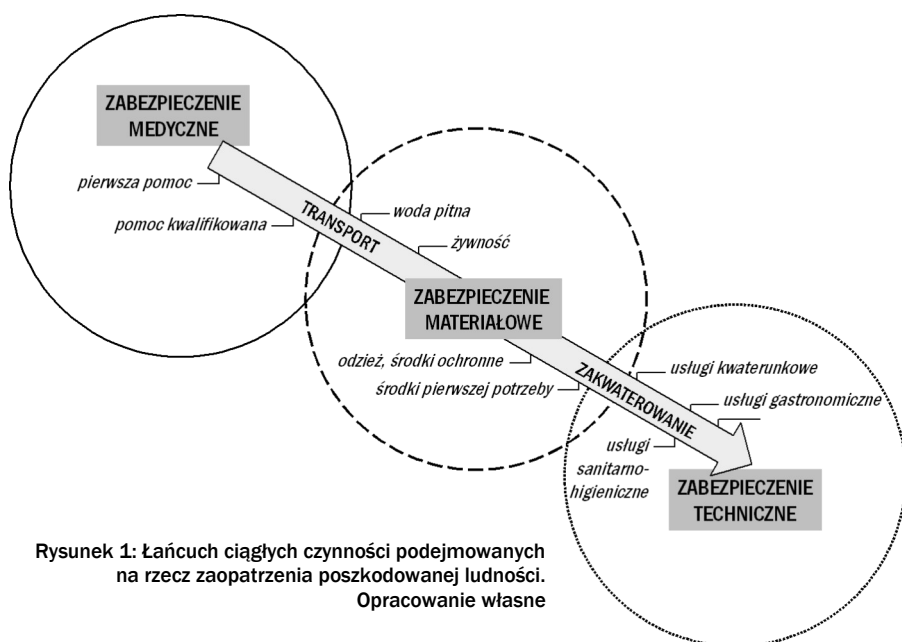 ZABEZPIECZENIE
MEDYCZNE
pierwsza pomoc
pomoc kwalifikowana
TRANSPORT
woda pitna
żywność
ZABEZPIECZENIE
MATERIAŁOWE
odzież, środki ochronne
środki pierwszej potrzeby
ZAKWATEROWANIE
usługi kwaterunkowe
usługi gastronomiczne
usługi
sanitarno-
higieniczne
ZABEZPIECZENIE
TECHNICZNE
Rysunek 1: Łańcuch ciągłych czynności podejmowanych
na rzecz zaopatrzenia poszkodowanej ludności.
Opracowanie własne